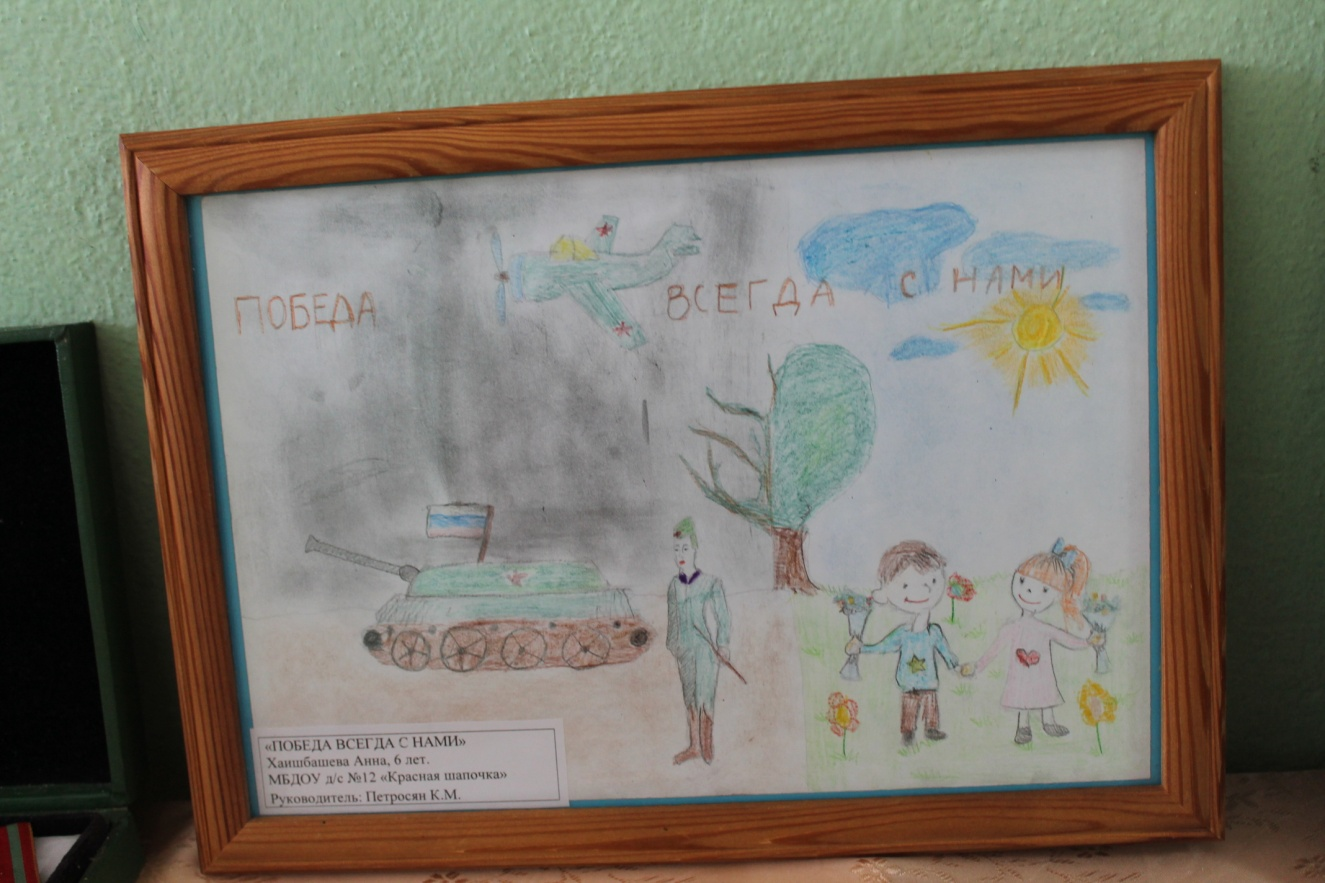 ПОБЕДА ВСЕГДА С НАМИ
«ПОБЕДА ВСЕГДА С НАМИ»
Хаишбашева Анна, 6 лет.
МБДОУ д/с №12 «Красная шапочка»
Руководитель: Петросян К.М.